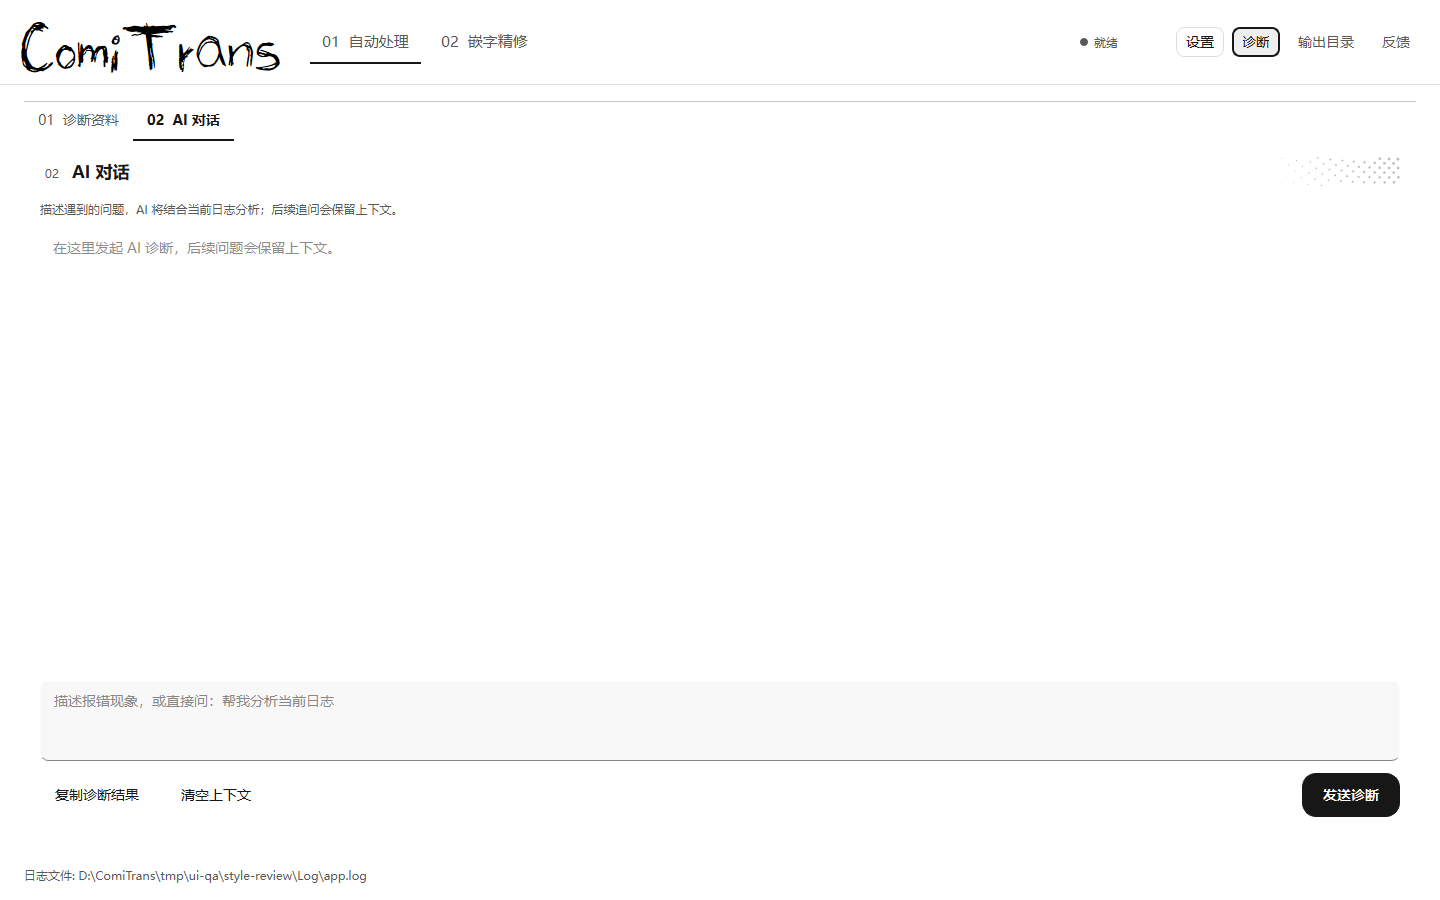 ComiTrans
01 自动处理 02 嵌字精修
就绪 设置 诊断 输出目录 反馈
01 诊断资料 02 AI 对话
02 AI 对话
描述遇到的问题，AI 将结合当前日志分析；后续追问会保留上下文。
在这里发起 AI 诊断，后续问题会保留上下文。
描述报错现象，或直接问：帮我分析当前日志
复制诊断结果 清空上下文 发送诊断
日志文件: D:\ComiTrans\tmp\ui-qa\style-review\Log\app.log